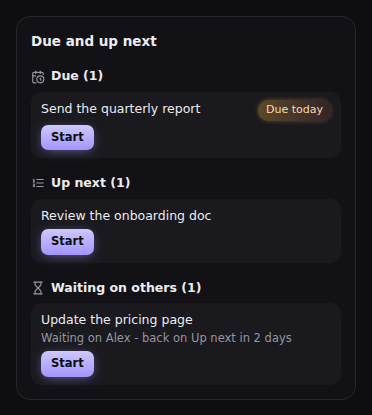 Due and up next
Due (1)
Send the quarterly report
Due today
Start
Up next (1)
Review the onboarding doc
Start
Waiting on others (1)
Update the pricing page
Waiting on Alex - back on Up next in 2 days
Start